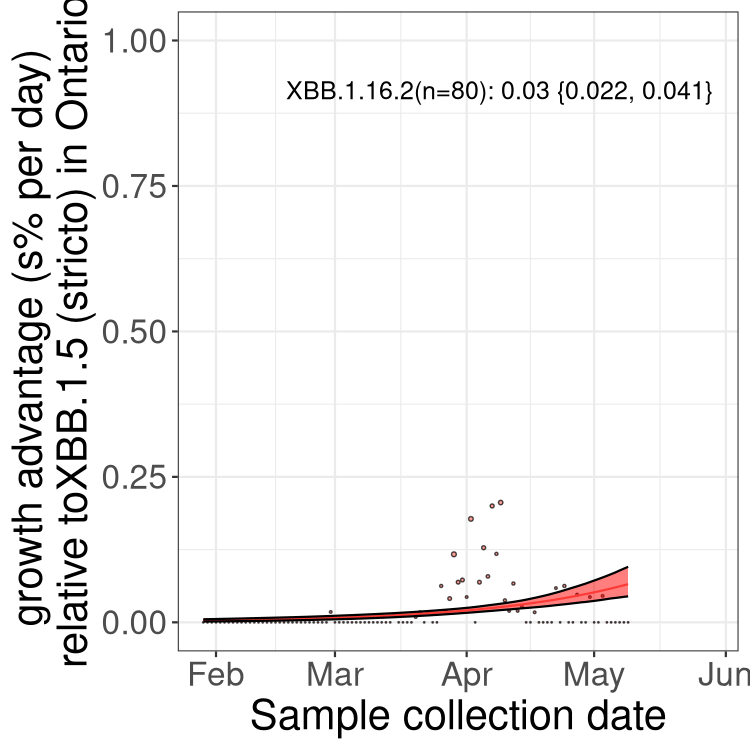 growth advantage (s% per day)
relative toXBB.1.5 (stricto) in Ontario
1.00
0.75
0.50
0.25
0.00
XBB.1.16.2(n=80): 0.03 {0.022, 0.041}
Feb Mar Apr May Jun
Sample collection date